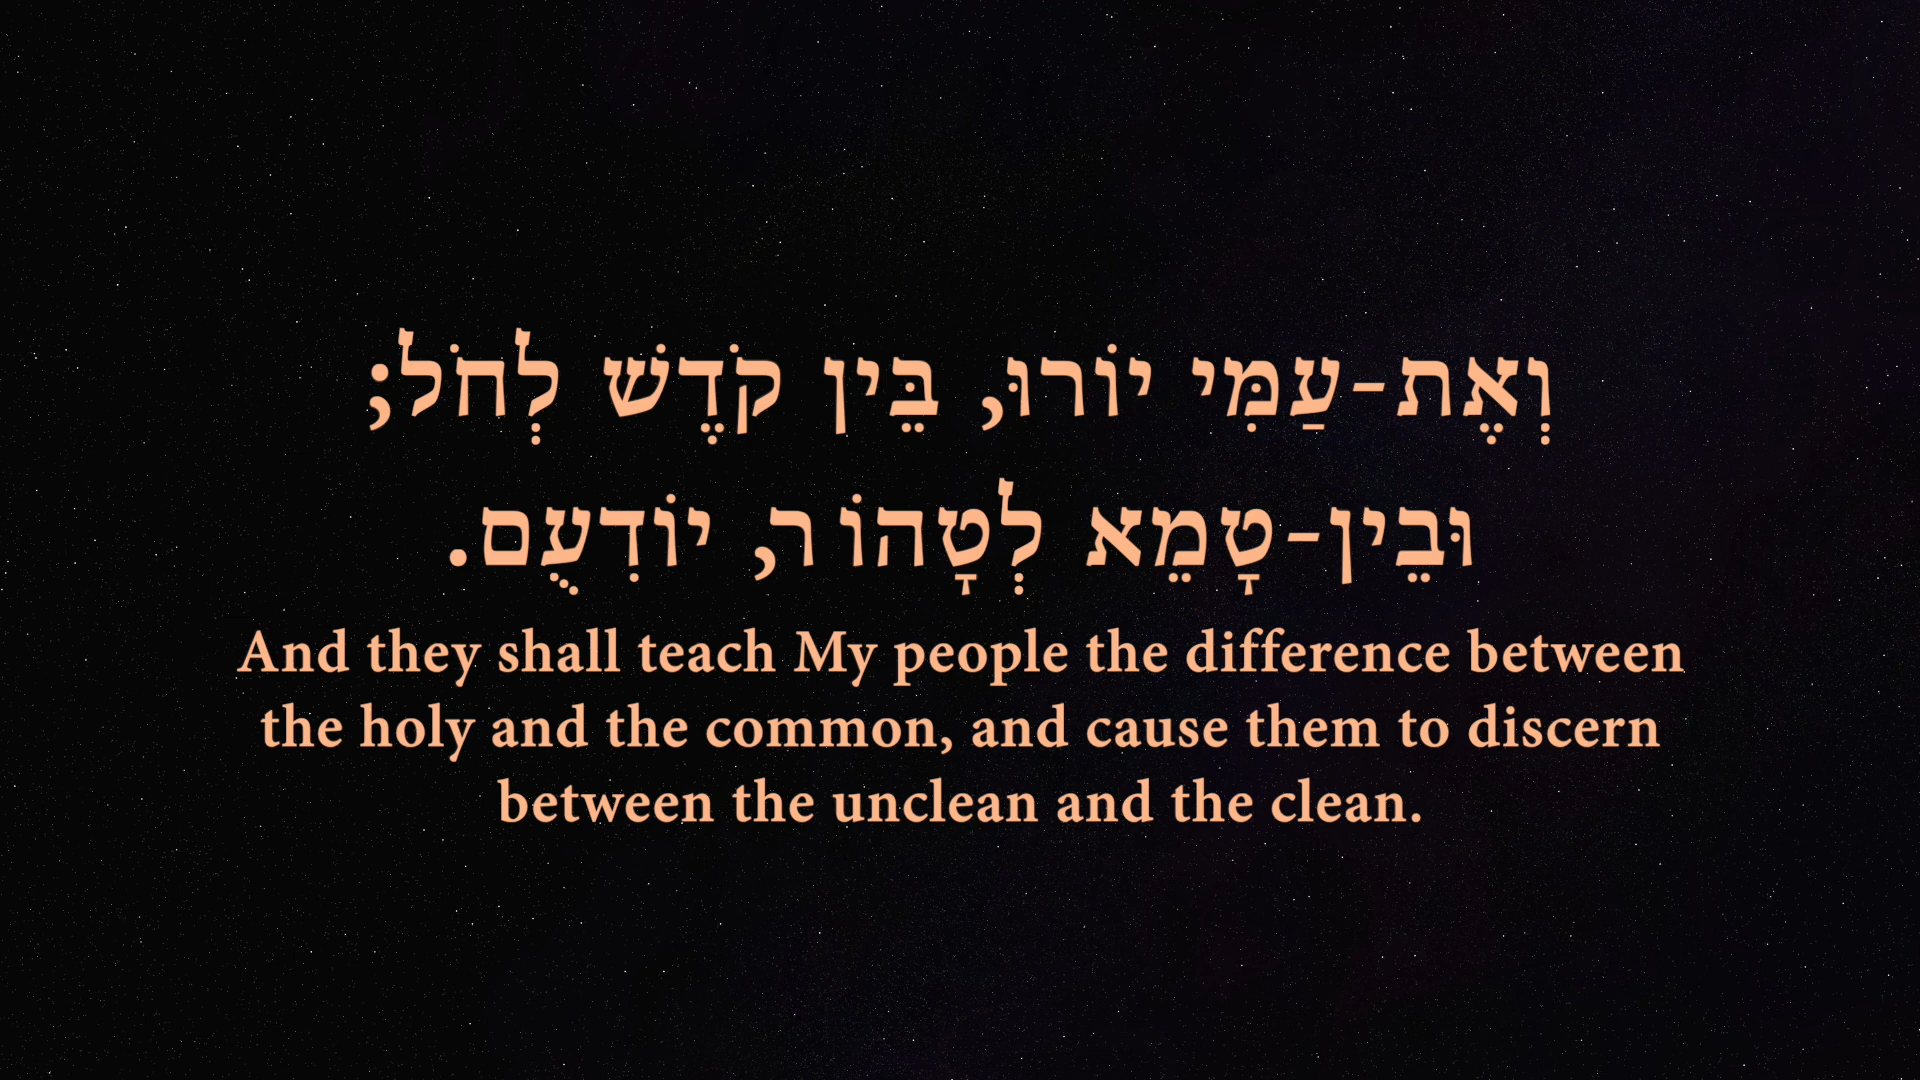 וְאֶת-עַמִּי יוֹרוּ, בֵּין קֹדֶשׁ לְחֹל;
וּבֵין-טָמֵא לְטָהוֹר, יוֹדִעֻם.
And they shall teach My people the difference between
the holy and the common, and cause them to discern
between the unclean and the clean.